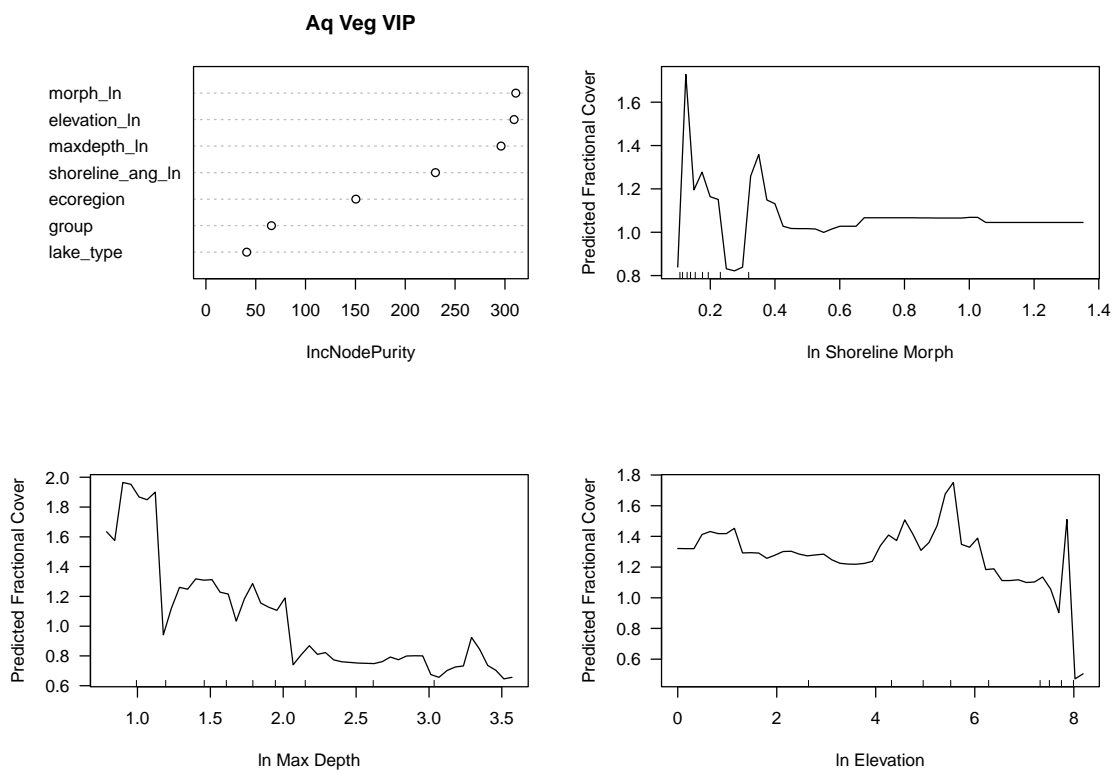 Aq Veg VIP
morph_ln
elevation_ln
maxdepth_ln
shoreline_ang_ln
ecoregion
group
lake_type
0 50 100 150 200 250 300
IncNodePurity
Predicted Fractional Cover
1.6
1.4
1.2
1.0
0.8
0.2 0.4 0.6 0.8 1.0 1.2 1.4
ln Shoreline Morph
Predicted Fractional Cover
2.0
1.8
1.6
1.4
1.2
1.0
0.8
0.6
1.0 1.5 2.0 2.5 3.0 3.5
ln Max Depth
Predicted Fractional Cover
1.8
1.6
1.4
1.2
1.0
0.8
0.6
0 2 4 6 8
ln Elevation